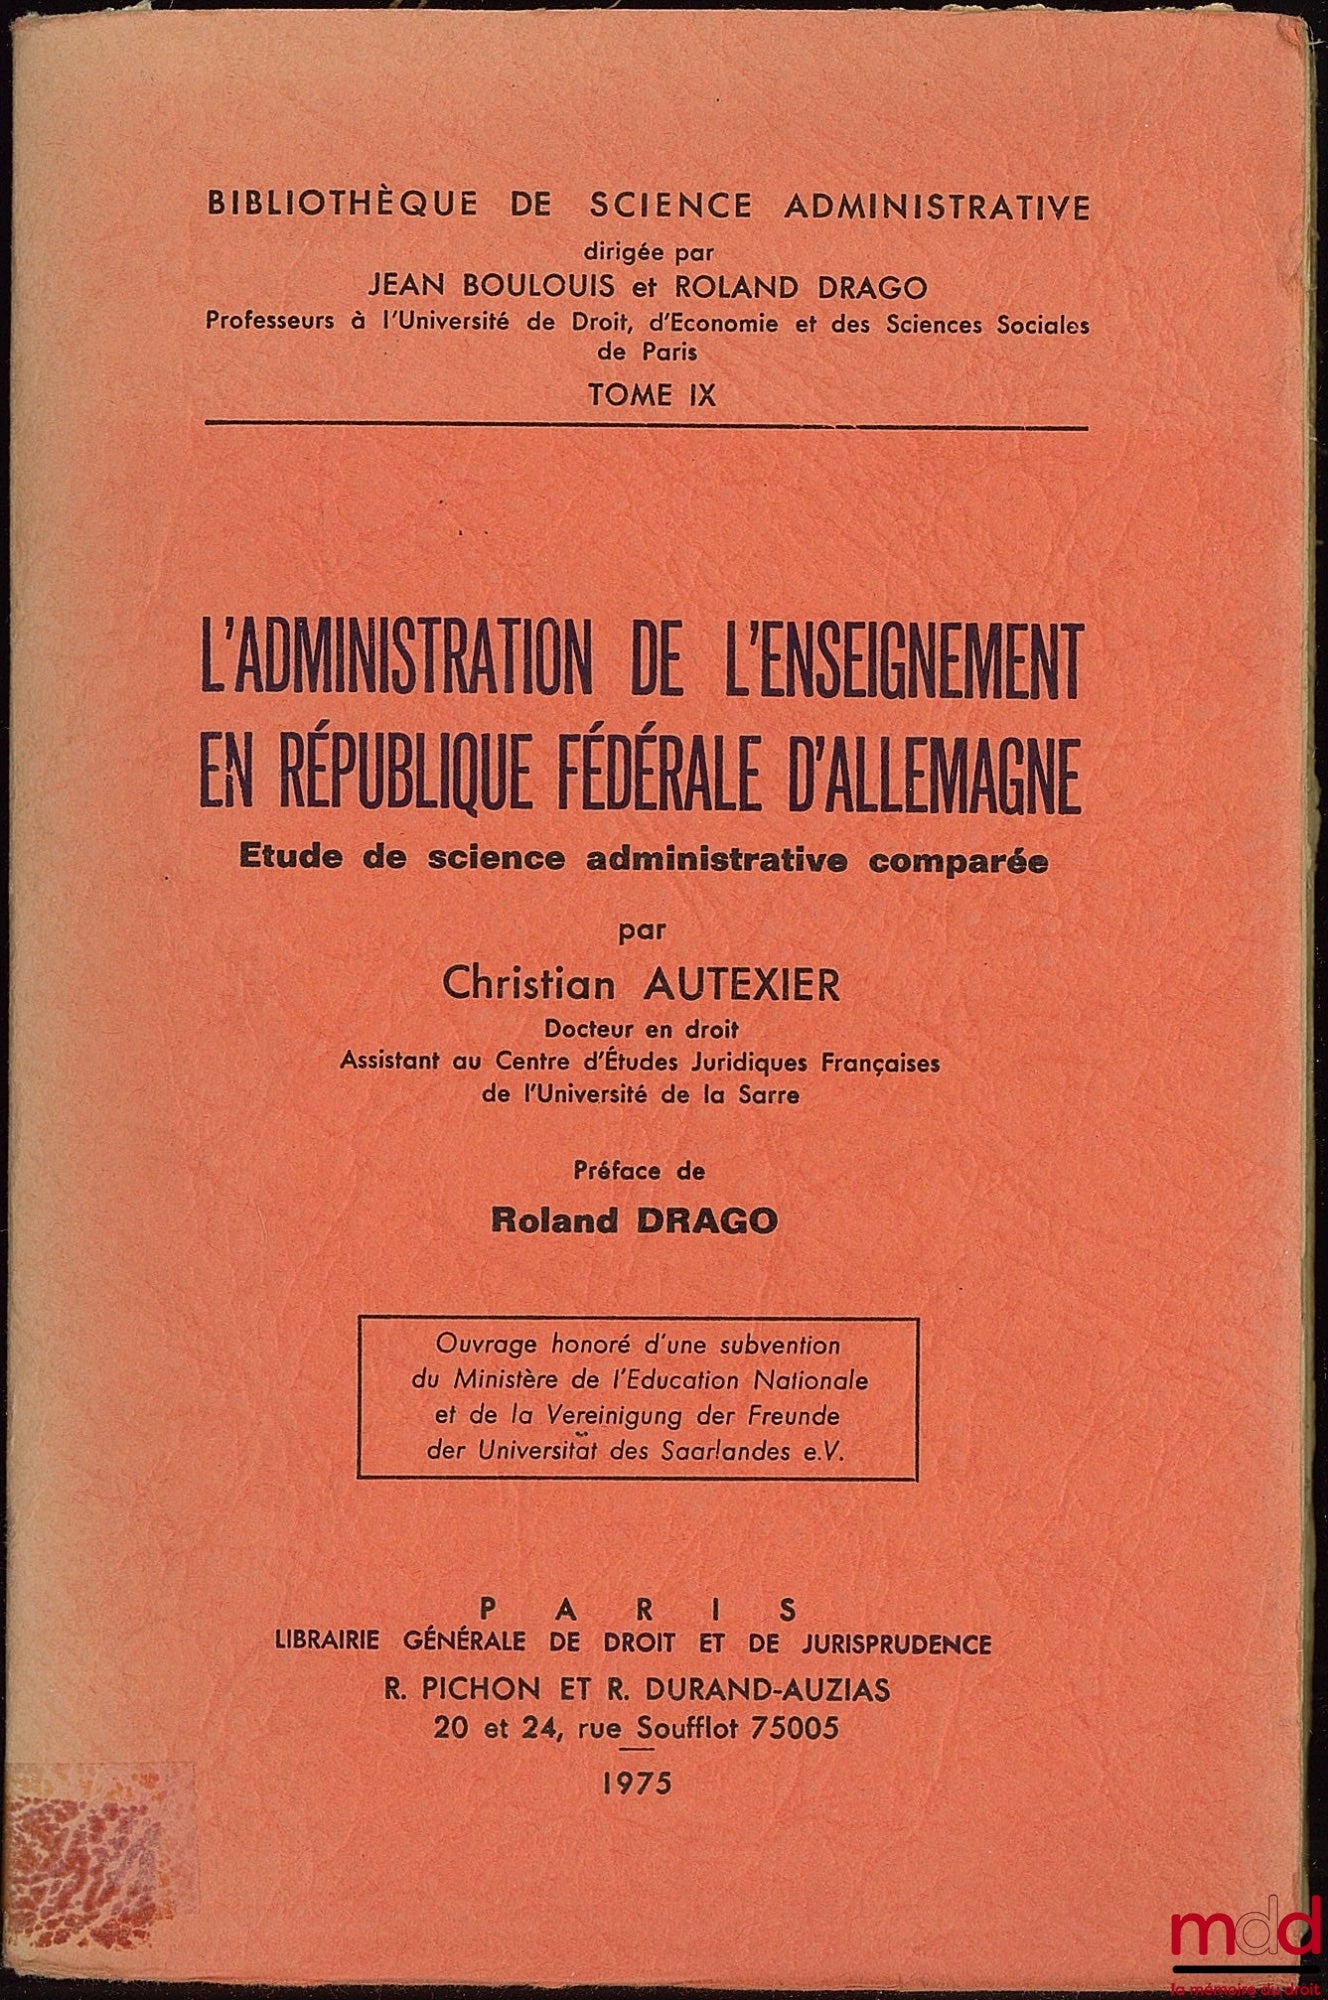 BIBLIOTHÈQUE DE SCIENCE ADMINISTRATIVE
dirigée par
JEAN BOULOUIS et ROLAND DRAGO
Professeurs à l'Université de Droit, d'Economie et des Sciences Sociales
de Paris
TOME IX
L'ADMINISTRATION DE L'ENSEIGNEMENT
EN RÉPUBLIQUE FÉDÉRALE D'ALLEMAGNE
Etude de science administrative comparée
par
Christian AUTEXIER
Docteur en droit
Assistant au Centre d'Études Juridiques Françaises
de l'Université de la Sarre
Préface de
Roland DRAGO
Ouvrage honoré d'une subvention
du Ministère de l'Education Nationale
et de la Vereinigung der Freunde
der Universität des Saarlandes e.V.
PARIS
LIBRAIRIE GÉNÉRALE DE DROIT ET DE JURISPRUDENCE
R. PICHON ET R. DURAND-AUZIAS
20 et 24, rue Soufflot 75005
1975
mdd
la mémoire du droit